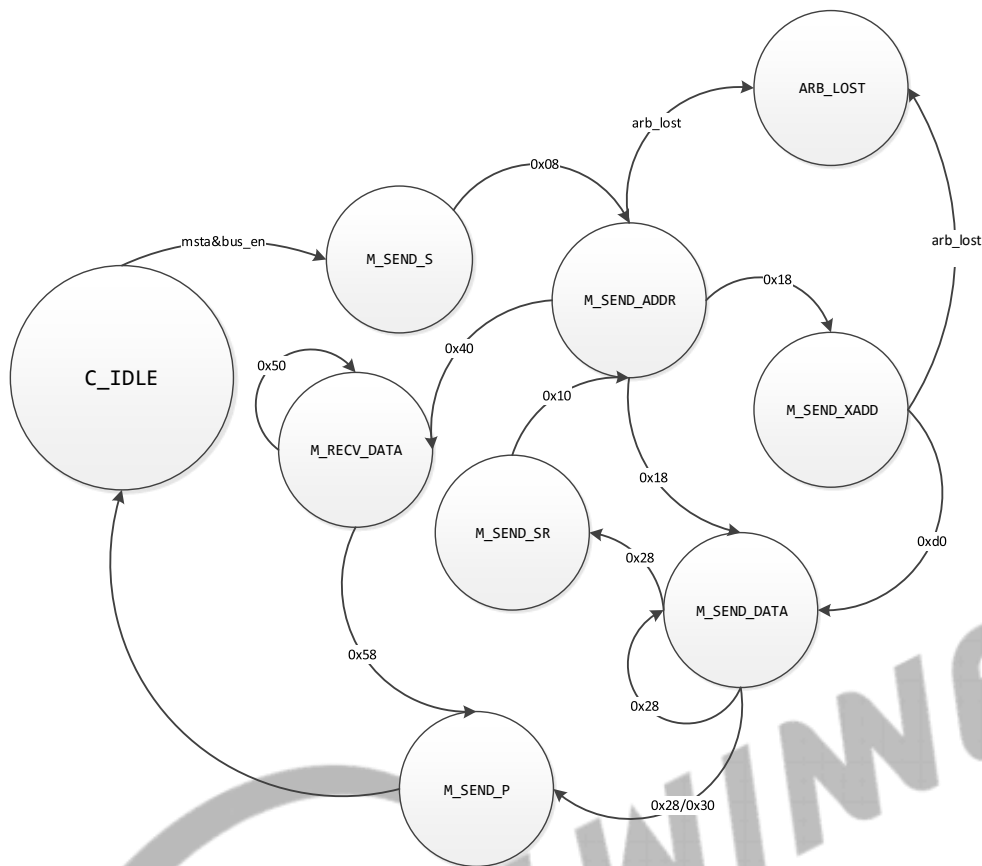 ARB_LOST
arb_lost
0x08
msta&bus_en
M_SEND_S
arb_lost
M_SEND_ADDR
0x18
0x40
0x50
C_IDLE
0x10
M_SEND_XADD
M_RECV_DATA
0x18
M_SEND_SR
0xd0
0x28
M_SEND_DATA
0x58
0x28
M_SEND_P
0x28/0x30